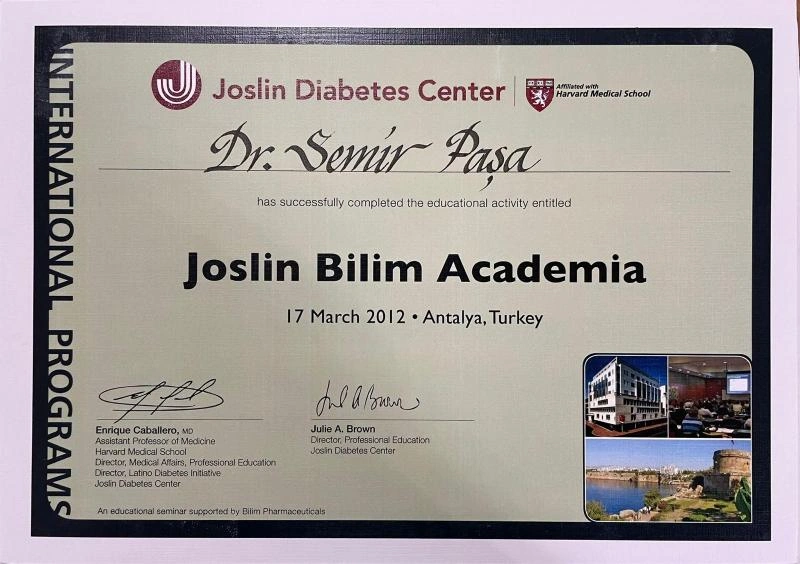 INTERNATIONAL PROGRAMS
Joslin Diabetes Center
Affiliated with
Harvard Medical School
Dr. Semir Paşa
has successfully completed the educational activity entitled
Joslin Bilim Academia
17 March 2012 • Antalya, Turkey
Enrique Caballero, MD
Assistant Professor of Medicine
Harvard Medical School
Director, Medical Affairs, Professional Education
Director, Latino Diabetes Initiative
Joslin Diabetes Center
Julie A. Brown
Director, Professional Education
Joslin Diabetes Center
An educational seminar supported by Bilim Pharmaceuticals